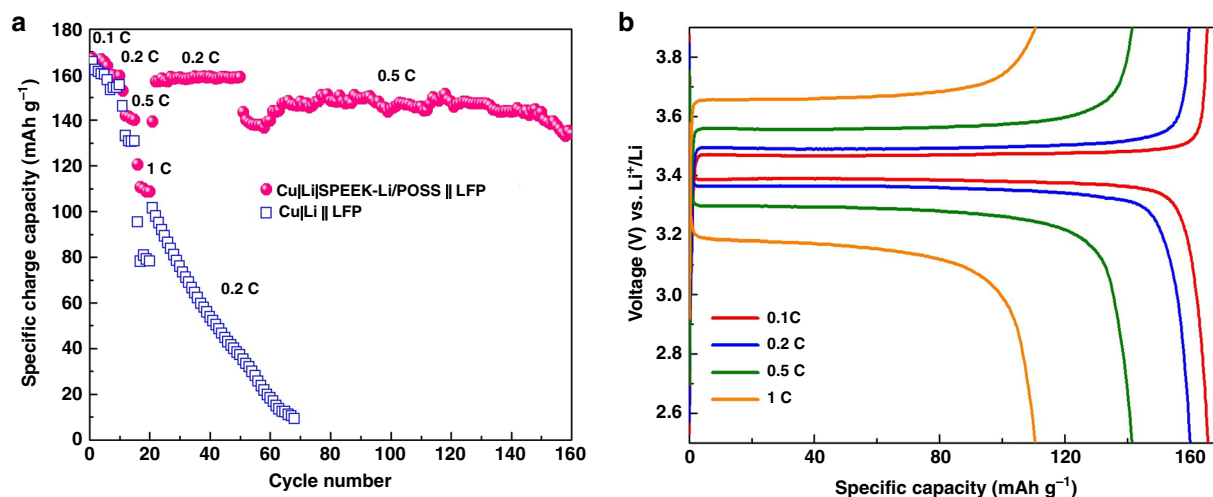 a
Specific charge capacity (mAh g⁻¹)
180
160
140
120
100
80
60
40
20
0
0.1 C
0.2 C
0.2 C
0.5 C
0.5 C
1 C
Cu|Li|SPEEK-Li/POSS || LFP
Cu|Li || LFP
0.2 C
0 20 40 60 80 100 120 140 160
Cycle number
b
Voltage (V) vs. Li⁺/Li
3.8
3.6
3.4
3.2
3.0
2.8
2.6
0.1C
0.2 C
0.5 C
1 C
0 40 80 120 160
Specific capacity (mAh g⁻¹)